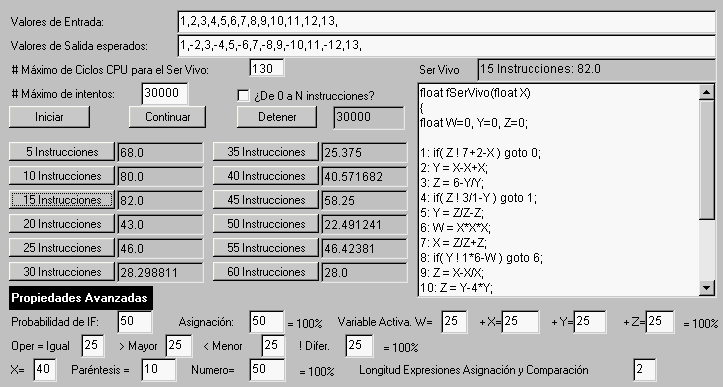 Valores de Entrada: 1,2,3,4,5,6,7,8,9,10,11,12,13,
Valores de Salida esperados: 1,-2,3,-4,5,-6,7,-8,9,-10,11,-12,13,
# Máximo de Ciclos CPU para el Ser Vivo: 130 Ser Vivo 15 Instrucciones: 82.0
# Máximo de intentos: 30000 ¿De 0 a N instrucciones?
Iniciar Continuar Detener 30000
5 Instrucciones 68.0 35 Instrucciones 25.375
10 Instrucciones 80.0 40 Instrucciones 40.571682
15 Instrucciones 82.0 45 Instrucciones 58.25
20 Instrucciones 43.0 50 Instrucciones 22.491241
25 Instrucciones 46.0 55 Instrucciones 46.42381
30 Instrucciones 28.298811 60 Instrucciones 28.0
float fSerVivo(float X)
{
float W=0, Y=0, Z=0;
1: if( Z ! 7+2-X ) goto 0;
2: Y = X-X+X;
3: Z = 6-Y/Y;
4: if( Z ! 3/1-Y ) goto 1;
5: Y = Z/Z-Z;
6: W = X*X*X;
7: X = Z/Z+Z;
8: if( Y ! 1*6-W ) goto 6;
9: Z = X-X/X;
10: Z = Y-4*Y;
Propiedades Avanzadas
Probabilidad de IF: 50 Asignación: 50 = 100% Variable Activa. W= 25 + X= 25 + Y= 25 + Z= 25 = 100%
Oper = Igual 25 > Mayor 25 < Menor 25 ! Difer. 25 = 100%
X= 40 Paréntesis = 10 Numero= 50 = 100% Longitud Expresiones Asignación y Comparación 2